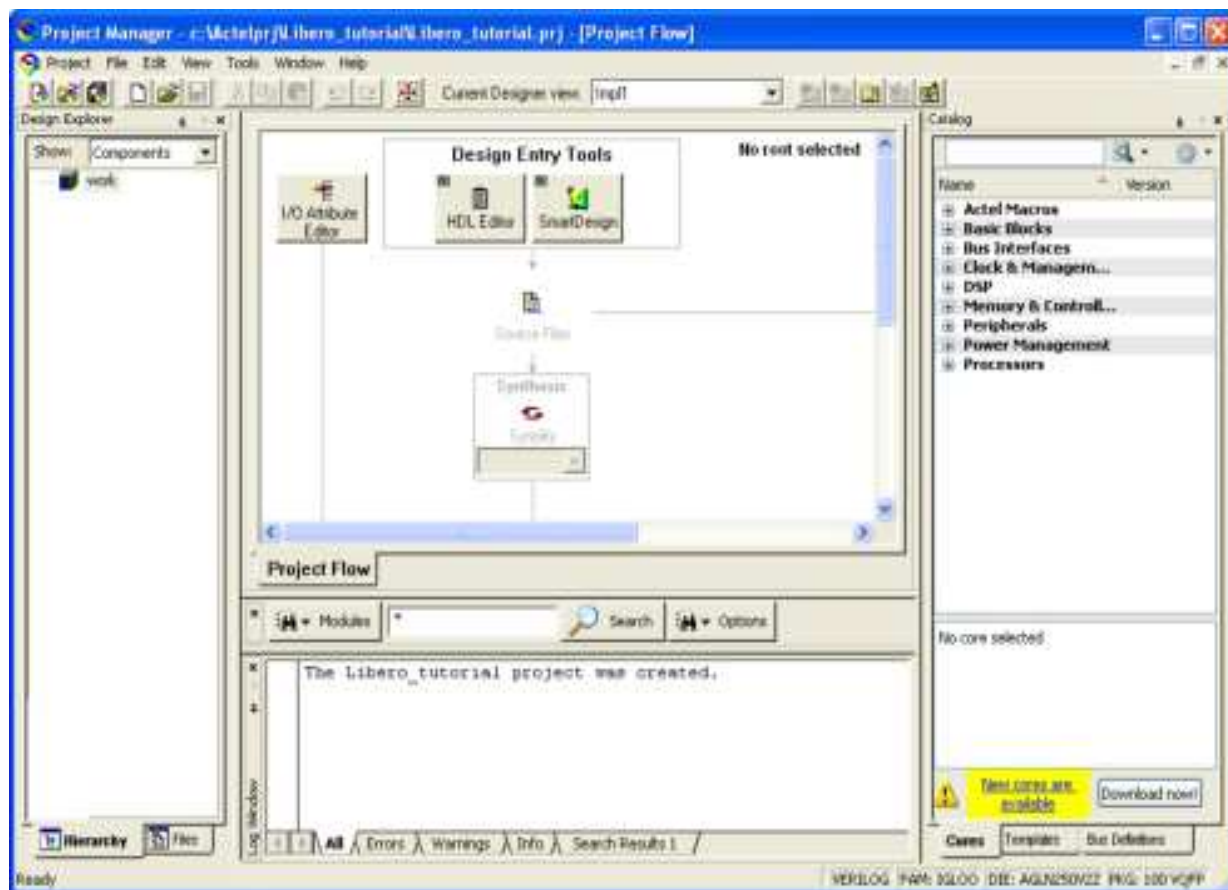 Project Manager - c:\Actelprj\Libero_tutorial\Libero_tutorial.prj - [Project Flow]
Project File Edit View Tools Window Help
Current Designer view: Impl1
Design Explorer
Show: Components
work
Hierarchy Files
Design Entry Tools
No root selected
I/O Attribute Editor
HDL Editor
SmartDesign
Source Files
Synthesis
Synplify
Project Flow
Modules * Search Options
The Libero_tutorial project was created.
Log Window
All Errors Warnings Info Search Results 1
Catalog
Name Version
Actel Macros
Basic Blocks
Bus Interfaces
Clock & Managem...
DSP
Memory & Controll...
Peripherals
Power Management
Processors
No core selected
New cores are available
Download now!
Cores Templates Bus Definitions
Ready
VERILOG FAM: IGLOO DIE: AGLN250V2Z PKG: 100 VQFP